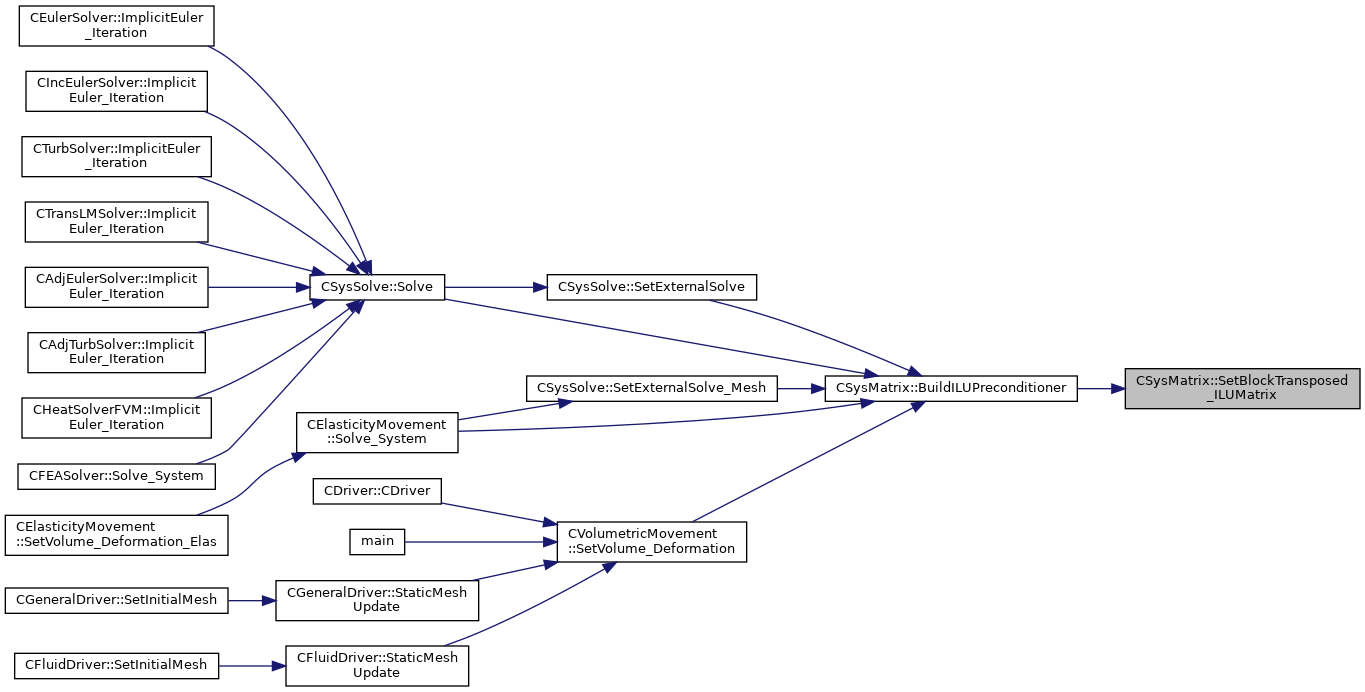 CEulerSolver::ImplicitEuler
_Iteration
CIncEulerSolver::Implicit
Euler_Iteration
CTurbSolver::ImplicitEuler
_Iteration
CTransLMSolver::Implicit
Euler_Iteration
CAdjEulerSolver::Implicit
Euler_Iteration
CAdjTurbSolver::Implicit
Euler_Iteration
CHeatSolverFVM::Implicit
Euler_Iteration
CFEASolver::Solve_System
CElasticityMovement
::SetVolume_Deformation_Elas
CGeneralDriver::SetInitialMesh
CFluidDriver::SetInitialMesh
CSysSolve::Solve
CElasticityMovement
::Solve_System
CDriver::CDriver
main
CGeneralDriver::StaticMesh
Update
CFluidDriver::StaticMesh
Update
CSysSolve::SetExternalSolve
CSysSolve::SetExternalSolve_Mesh
CVolumetricMovement
::SetVolume_Deformation
CSysMatrix::BuildILUPreconditioner
CSysMatrix::SetBlockTransposed
_ILUMatrix